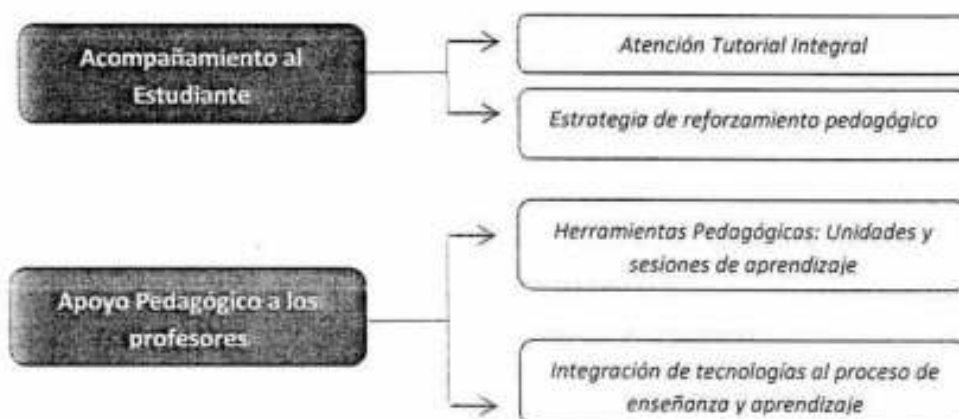 Acompañamiento al
Estudiante
Atención Tutorial Integral
Estrategia de reforzamiento pedagógico
Apoyo Pedagógico a los
profesores
Herramientas Pedagógicas: Unidades y
sesiones de aprendizaje
Integración de tecnologías al proceso de
enseñanza y aprendizaje